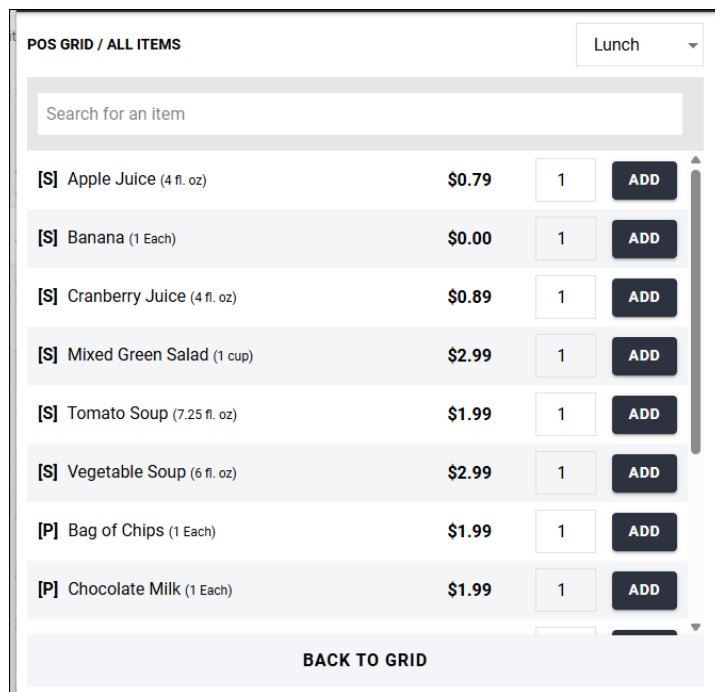 POS GRID / ALL ITEMS
Lunch
Search for an item
[S] Apple Juice (4 fl. oz) $0.79 1 ADD
[S] Banana (1 Each) $0.00 1 ADD
[S] Cranberry Juice (4 fl. oz) $0.89 1 ADD
[S] Mixed Green Salad (1 cup) $2.99 1 ADD
[S] Tomato Soup (7.25 fl. oz) $1.99 1 ADD
[S] Vegetable Soup (6 fl. oz) $2.99 1 ADD
[P] Bag of Chips (1 Each) $1.99 1 ADD
[P] Chocolate Milk (1 Each) $1.99 1 ADD
BACK TO GRID